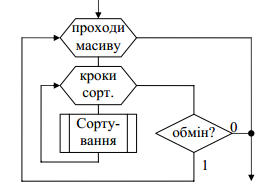 проходи
масиву
кроки
сорт.
Сорту-
вання
обмін?
0
1